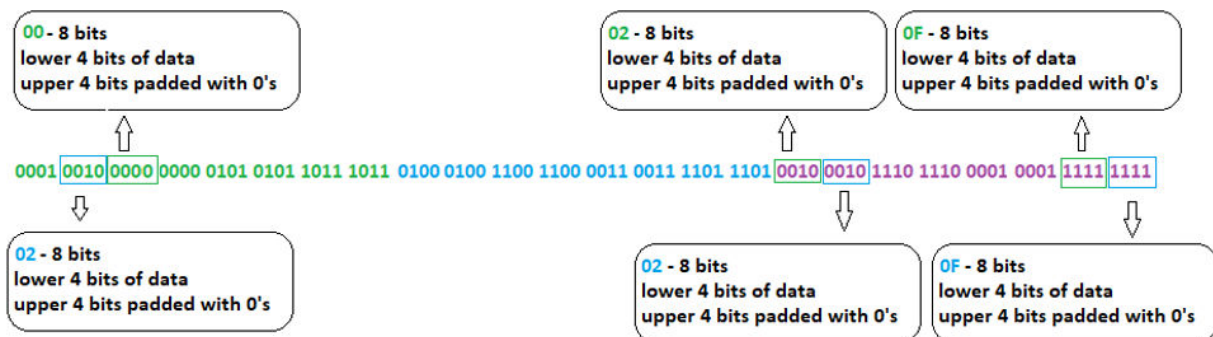 00 - 8 bits
lower 4 bits of data
upper 4 bits padded with 0's
02 - 8 bits
lower 4 bits of data
upper 4 bits padded with 0's
0F - 8 bits
lower 4 bits of data
upper 4 bits padded with 0's
0001 0010 0000 0000 0101 0101 1011 1011 0100 0100 1100 1100 0011 0011 1101 1101 0010 0010 1110 1110 0001 0001 1111 1111
02 - 8 bits
lower 4 bits of data
upper 4 bits padded with 0's
02 - 8 bits
lower 4 bits of data
upper 4 bits padded with 0's
0F - 8 bits
lower 4 bits of data
upper 4 bits padded with 0's